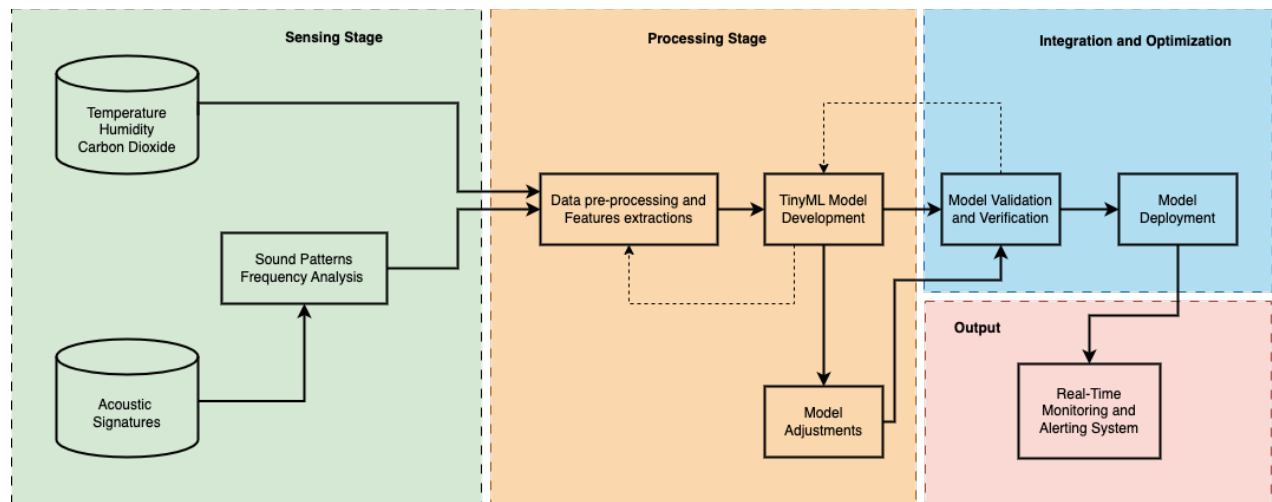 Sensing Stage
Temperature
Humidity
Carbon Dioxide
Sound Patterns
Frequency Analysis
Acoustic
Signatures
Processing Stage
Data pre-processing and
Features extractions
TinyML Model
Development
Model
Adjustments
Integration and Optimization
Model Validation
and Verification
Model
Deployment
Output
Real-Time
Monitoring and
Alerting System